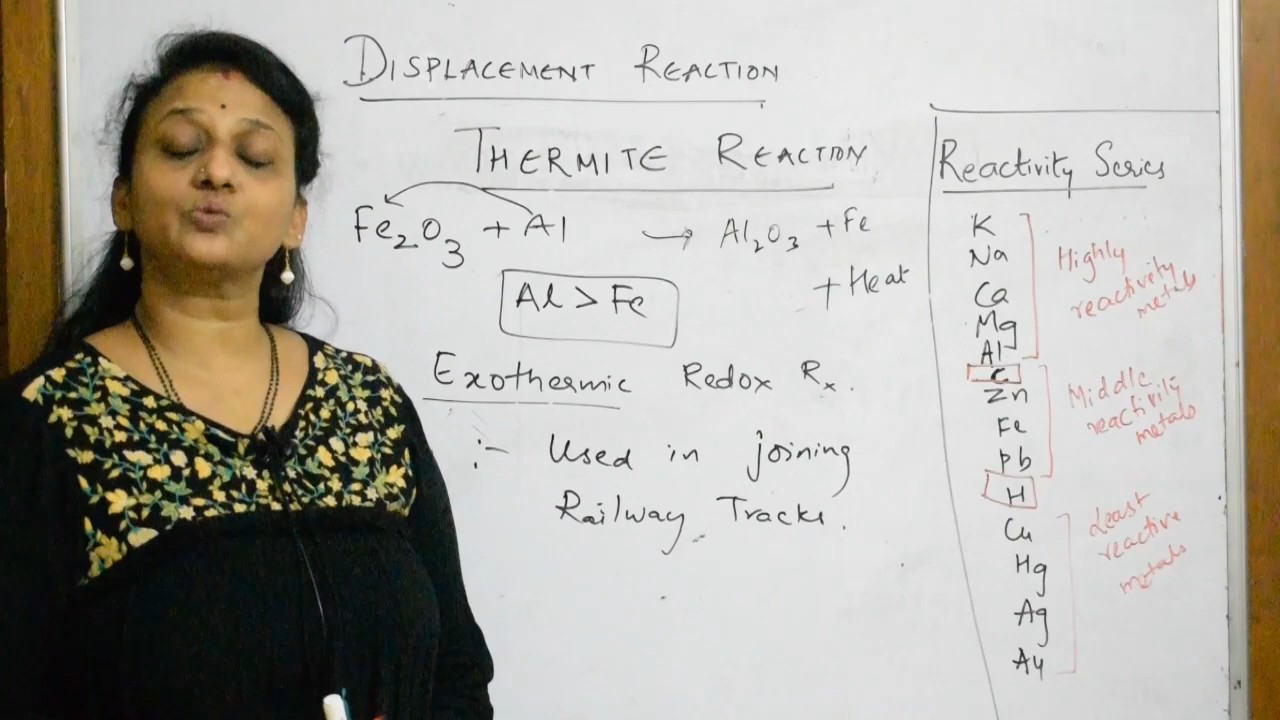 DISPLACEMENT REACTION
THERMITE REACTION
Fe₂O₃ + Al → Al₂O₃ + Fe
+ Heat
Al > Fe
Exothermic Redox Rx.
:- Used in joining
Railway Tracks.
Reactivity Series
K
Na
Ca
Mg
Al
C
Zn
Fe
Pb
H
Cu
Hg
Ag
Au
Highly
reactivity
metals
Middle
reactivity
metals
Least
reactive
metals